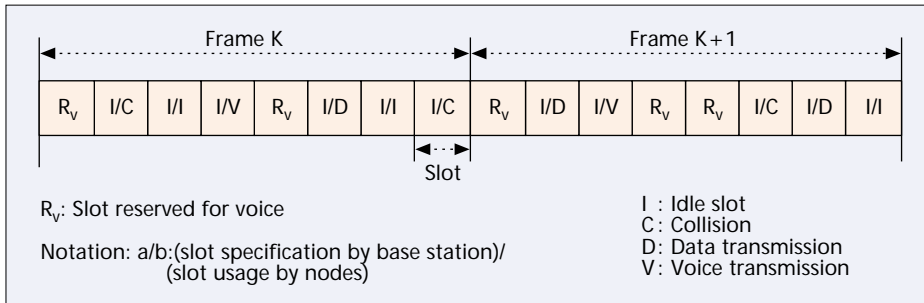 Frame K Frame K+1
Rv I/C I/I I/V Rv I/D I/I I/C Rv I/D I/V Rv Rv I/C I/D I/I
Slot
Rv: Slot reserved for voice
Notation: a/b:(slot specification by base station)/
(slot usage by nodes)
I : Idle slot
C: Collision
D: Data transmission
V: Voice transmission